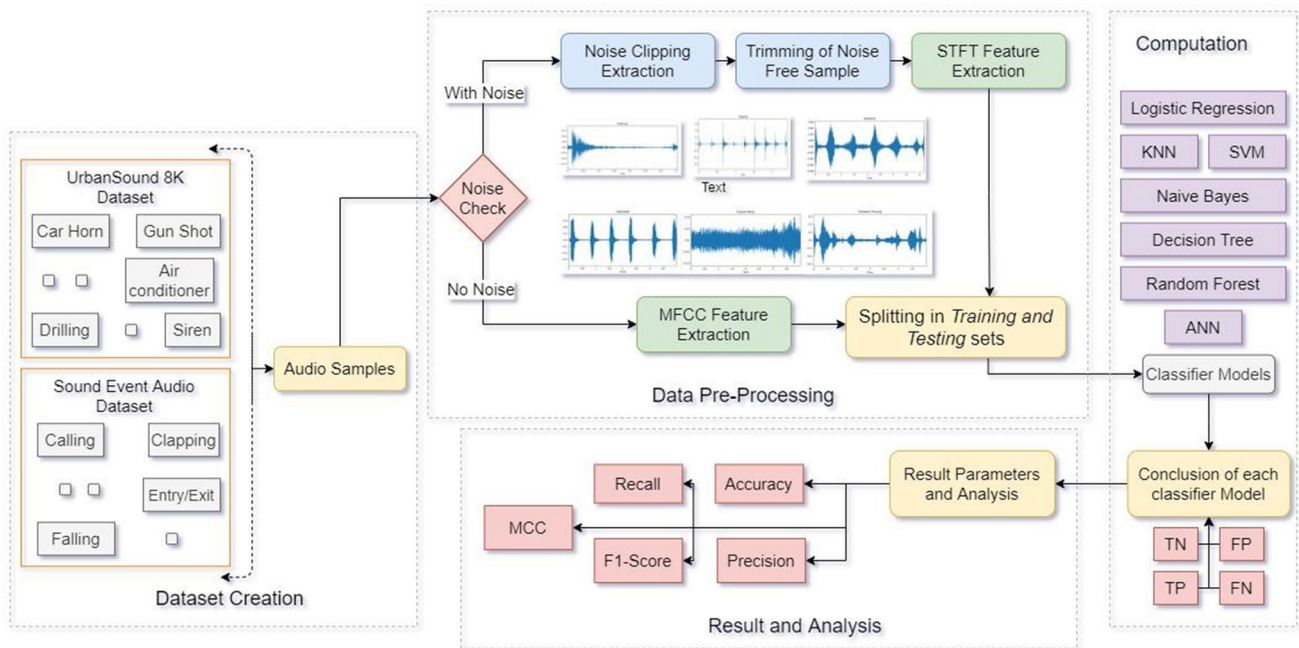 UrbanSound 8K
Dataset
Car Horn
Gun Shot
Air
conditioner
Drilling
Siren
Sound Event Audio
Dataset
Calling
Clapping
Entry/Exit
Falling
Dataset Creation
Audio Samples
Noise
Check
With Noise
No Noise
Noise Clipping
Extraction
Trimming of Noise
Free Sample
STFT Feature
Extraction
Text
MFCC Feature
Extraction
Splitting in Training and
Testing sets
Data Pre-Processing
Computation
Logistic Regression
KNN
SVM
Naive Bayes
Decision Tree
Random Forest
ANN
Classifier Models
Conclusion of each
classifier Model
TN
FP
TP
FN
Result Parameters
and Analysis
Recall
Accuracy
MCC
F1-Score
Precision
Result and Analysis